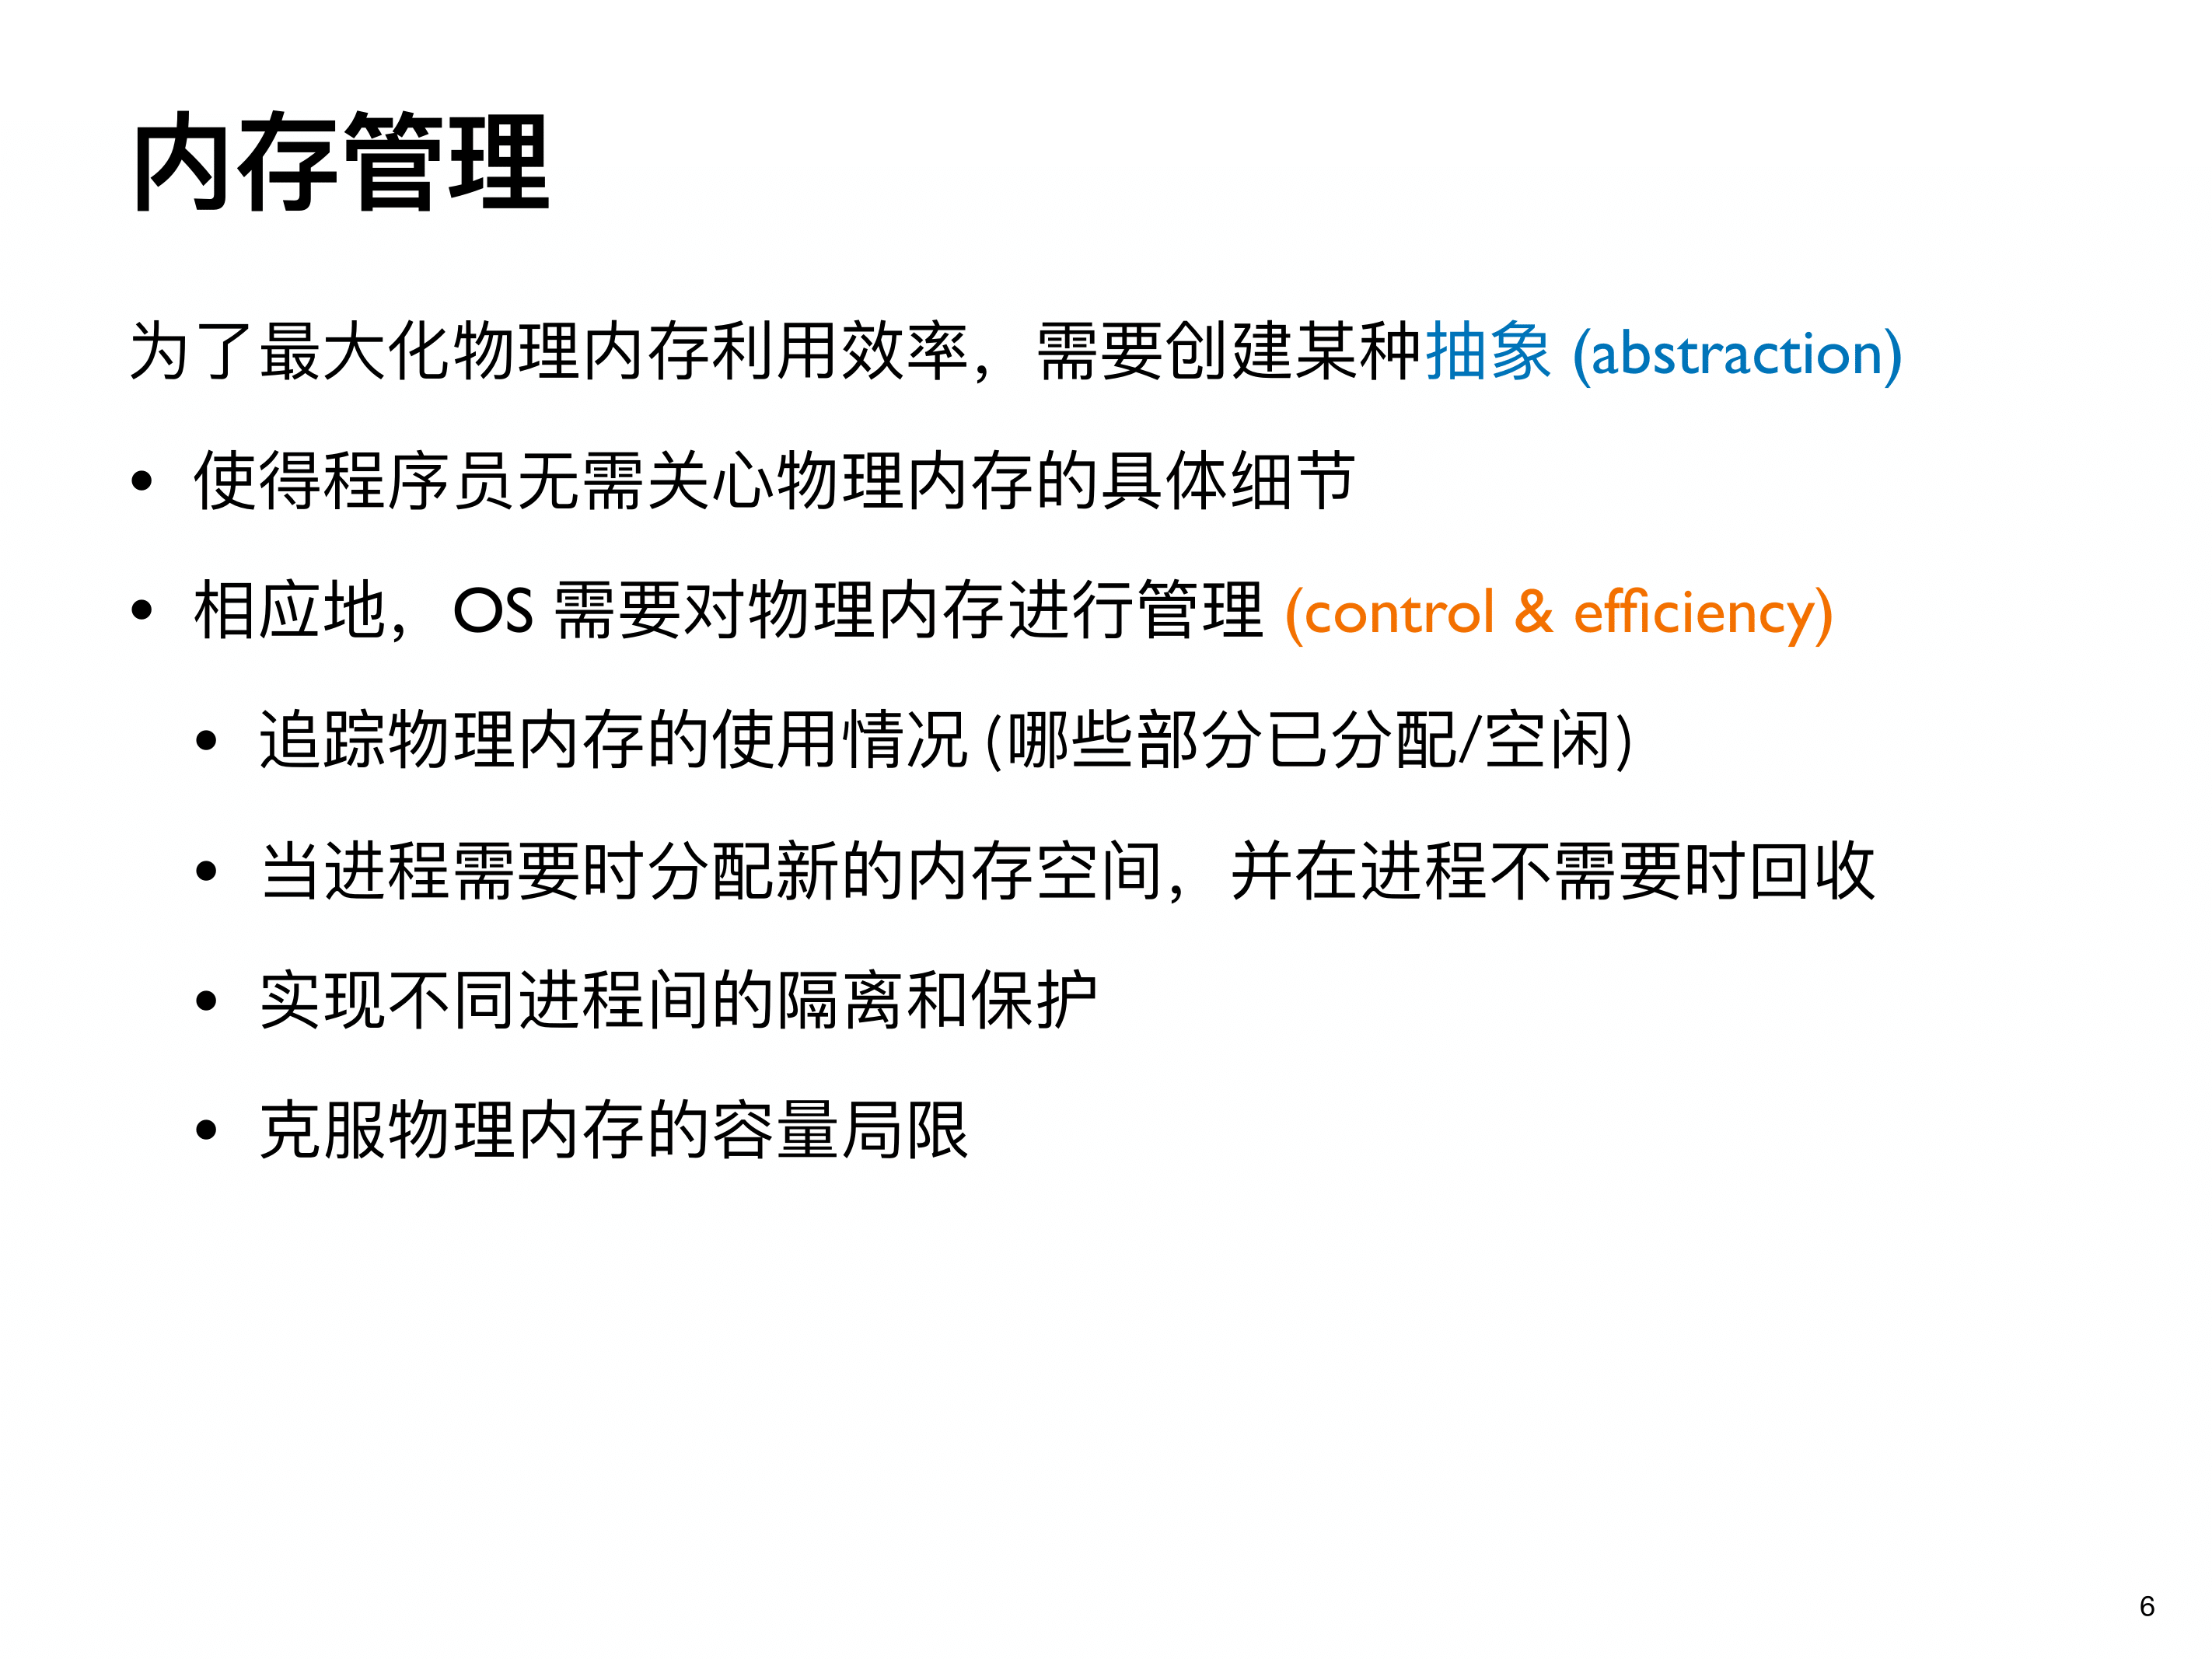 内存管理
为了最大化物理内存利用效率，需要创建某种抽象 (abstraction)
• 使得程序员无需关心物理内存的具体细节
• 相应地，OS 需要对物理内存进行管理 (control & efficiency)
• 追踪物理内存的使用情况(哪些部分已分配/空闲)
• 当进程需要时分配新的内存空间，并在进程不需要时回收
• 实现不同进程间的隔离和保护
• 克服物理内存的容量局限
6